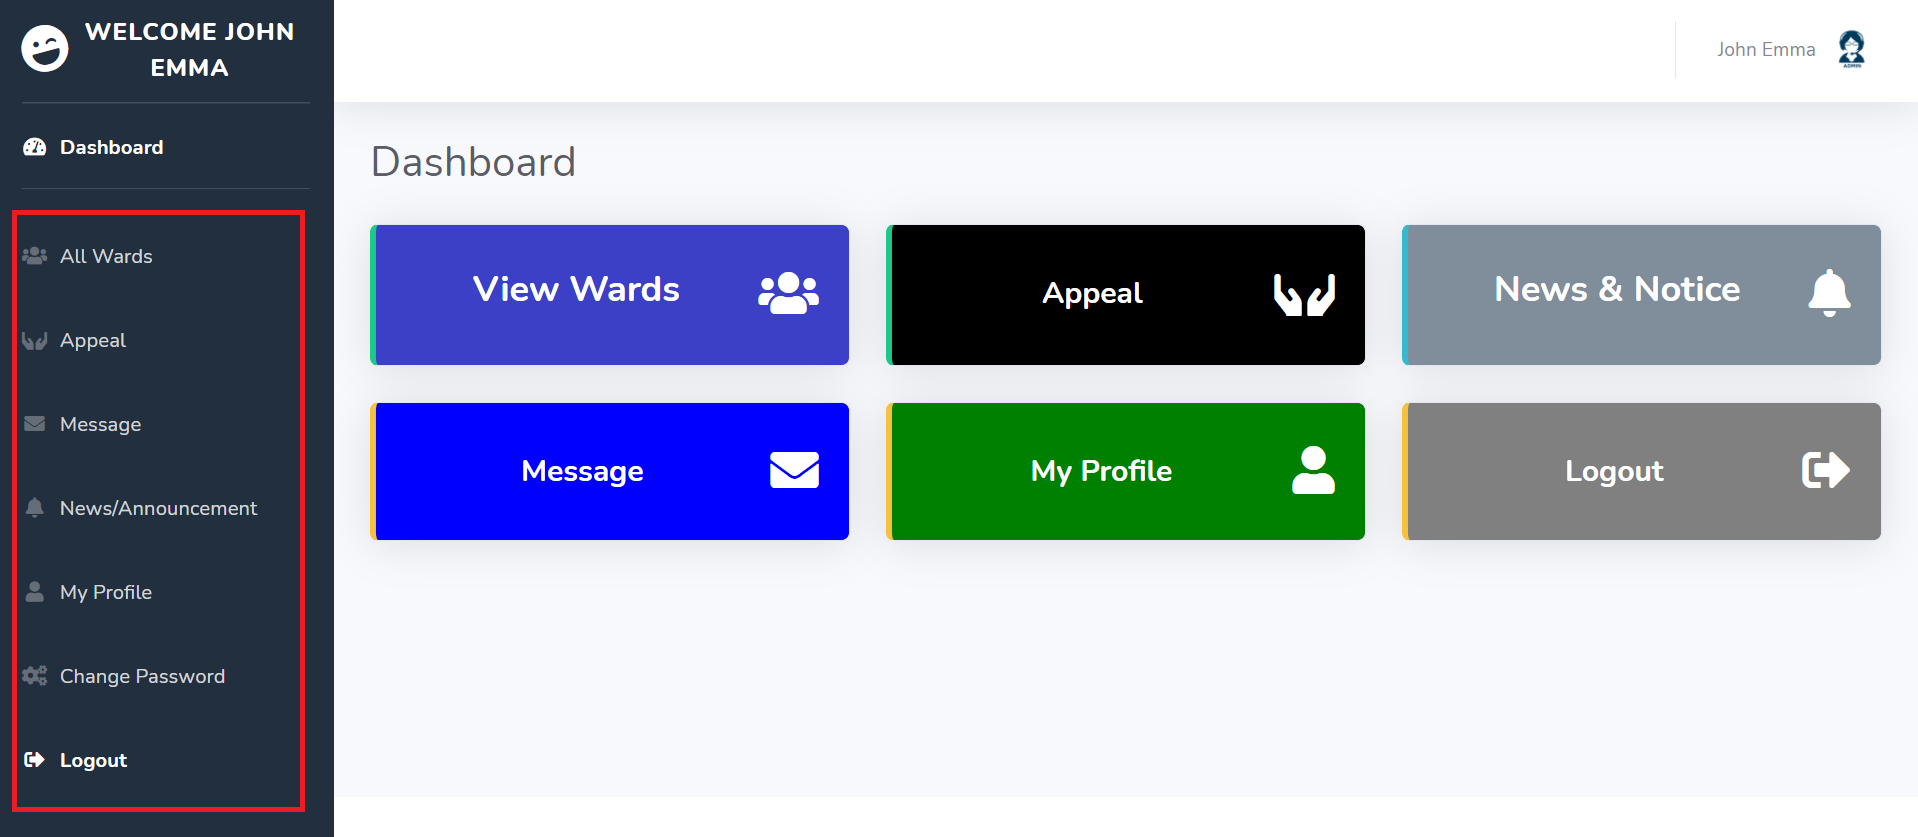 WELCOME JOHN
EMMA
Dashboard
All Wards
Appeal
Message
News/Announcement
My Profile
Change Password
Logout
John Emma
ADMIN
Dashboard
View Wards
Appeal
News & Notice
Message
My Profile
Logout